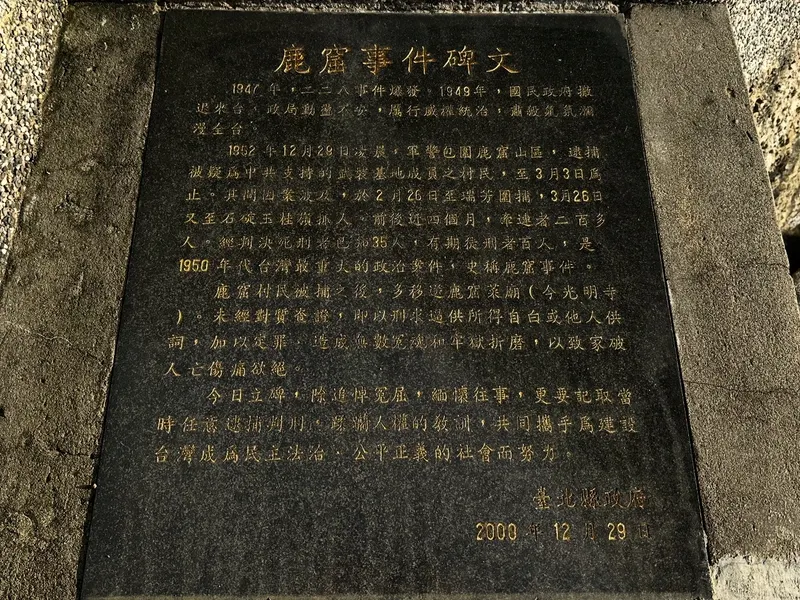 鹿窟事件碑文
1947年，二二八事件爆發。1949年，國民政府撤
退來台。政局動盪不安，厲行威權統治，肅殺氣氛瀰
漫全台。
1952年12月29日凌晨，軍警包圍鹿窟山區，逮捕
被疑為中共支持的武裝基地成員之村民，至3月3日為
止。其間因案波及，於2月26日至瑞芳圍捕，3月26日
又至石碇玉桂嶺捕人。前後近四個月，牽連者二百多
人。經判決死刑者已知35人，有期徒刑者百人，是
1950年代台灣最重大的政治案件，史稱鹿窟事件。
鹿窟村民被捕之後，多移送鹿窟菜廟（今光明寺
）。未經對質查證，即以刑求逼供所得自白或他人供
詞，加以定罪。造成無數冤魂和牢獄折磨，以致家破
人亡傷痛欲絕。
今日立碑，除追悼冤屈，緬懷往事，更要記取當
時任意逮捕判刑，蹂躪人權的教訓，共同攜手為建設
台灣成為民主法治．公平正義的社會而努力。
臺北縣政府
2000年12月29日